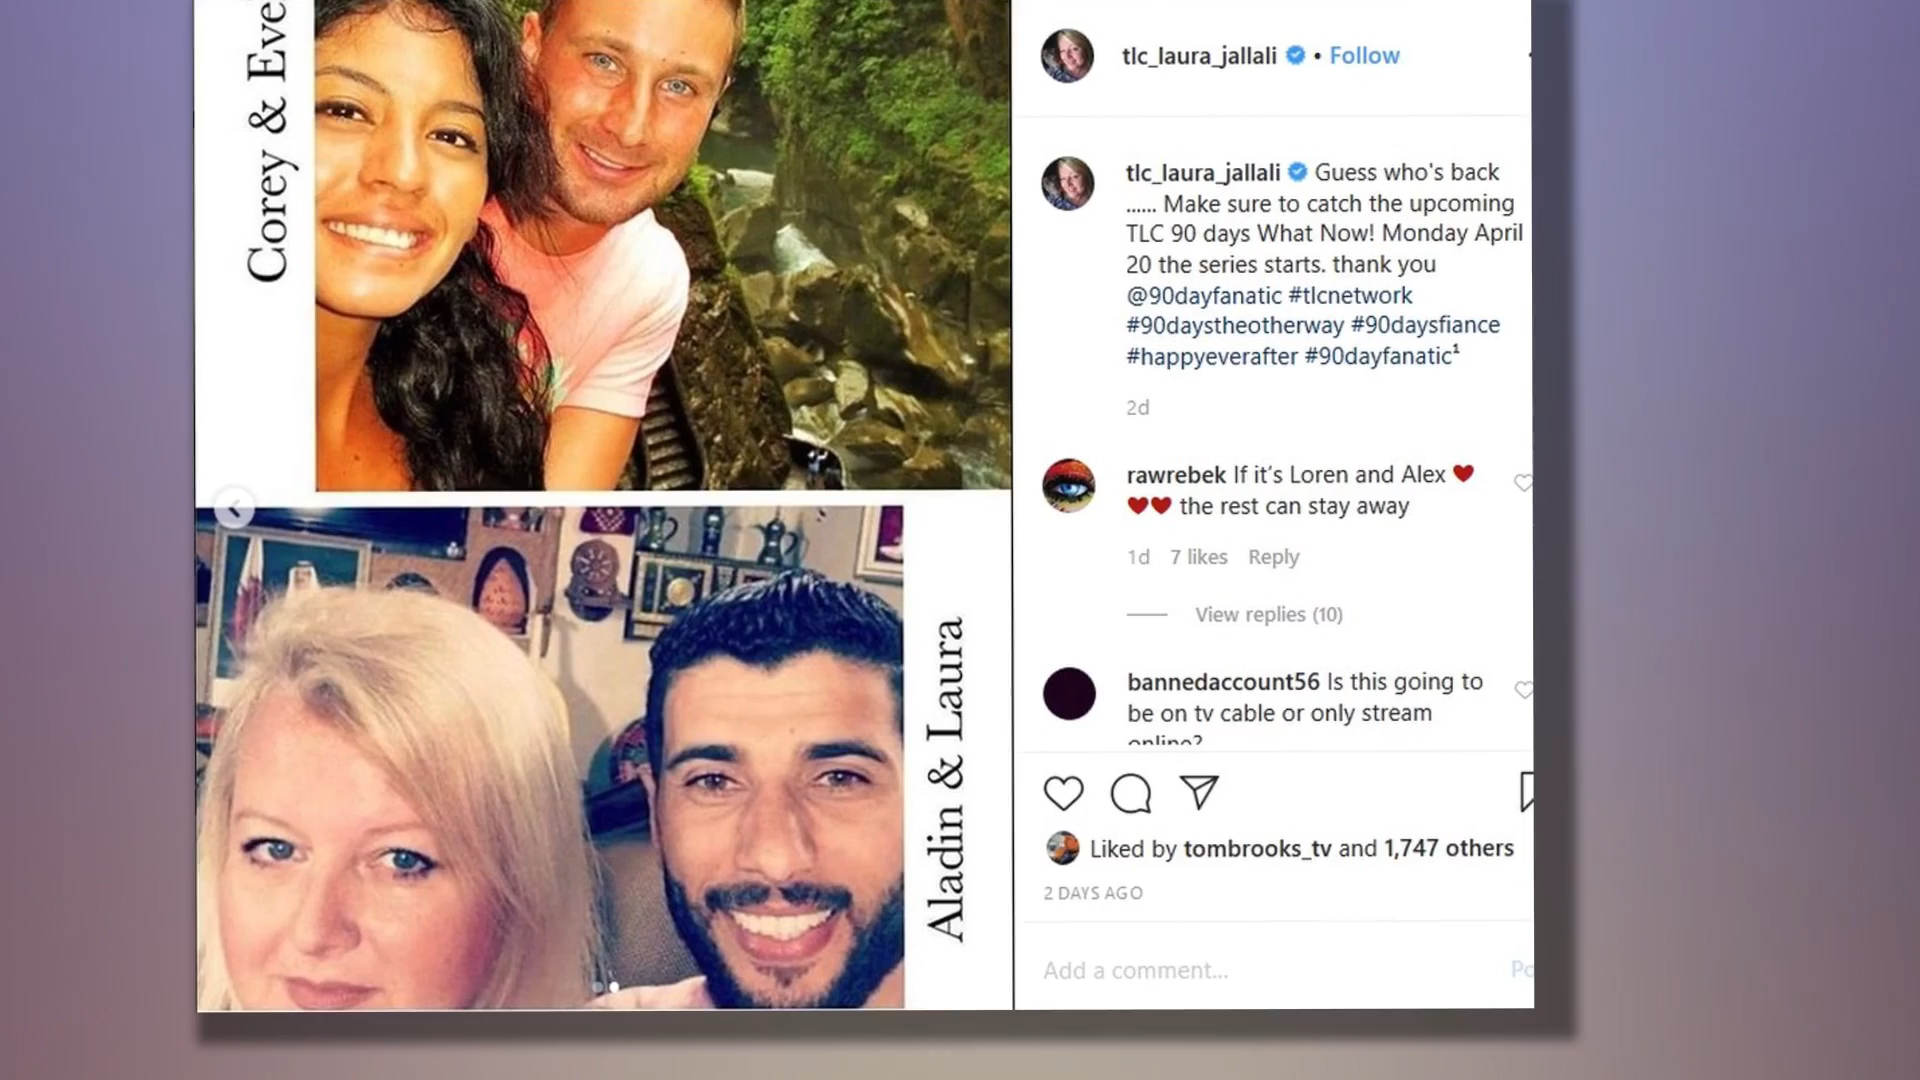 Corey & Eve
Aladin & Laura
tlc_laura_jallali • Follow
tlc_laura_jallali Guess who's back
...... Make sure to catch the upcoming
TLC 90 days What Now! Monday April
20 the series starts. thank you
@90dayfanatic #tlcnetwork
#90daystheotherway #90daysfiance
#happyeverafter #90dayfanatic¹
2d
rawrebek If it's Loren and Alex ❤
❤❤ the rest can stay away
1d 7 likes Reply
View replies (10)
bannedaccount56 Is this going to
be on tv cable or only stream
online?
Liked by tombrooks_tv and 1,747 others
2 DAYS AGO
Add a comment...
Po